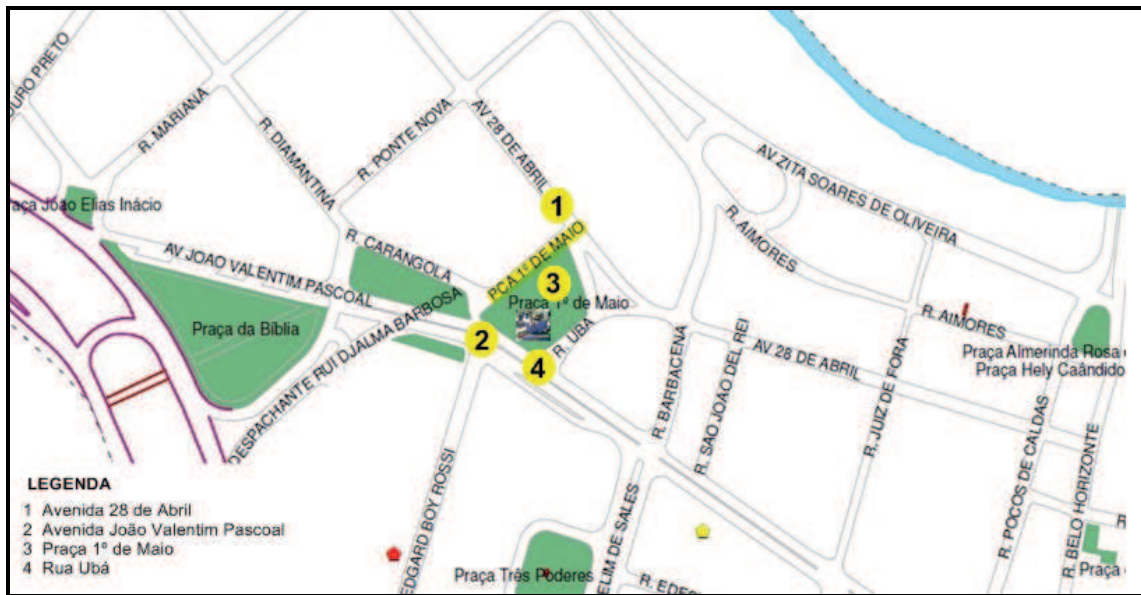 OURO PRETO
R. MARIANA
R. DIAMANTINA
R. PONTE NOVA
AV 28 DE ABRIL
AV ZITA SOARES DE OLIVEIRA
1
aça João Elias Inácio
R. CARANGOLA
PCA 1º DE MAIO
R. AIMORES
AV JOAO VALENTIM PASCOAL
3
Praca 1º de Maio
Praça da Bíblia
DESPACHANTE RUI DJALMA BARBOSA
2
R. UBA
4
R. BARBACENA
R. SAO JOAO DEL REI
AV 28 DE ABRIL
R. JUIZ DE FORA
R. AIMORES
Praça Almerinda Rosa
Praça Hely Caândido
R. POCOS DE CALDAS
R. BELO HORIZONTE
EDGARD BOY ROSSI
ELIM DE SALES
Praça Três Poderes
R. EDE
R
Praça
LEGENDA
1 Avenida 28 de Abril
2 Avenida João Valentim Pascoal
3 Praça 1º de Maio
4 Rua Ubá